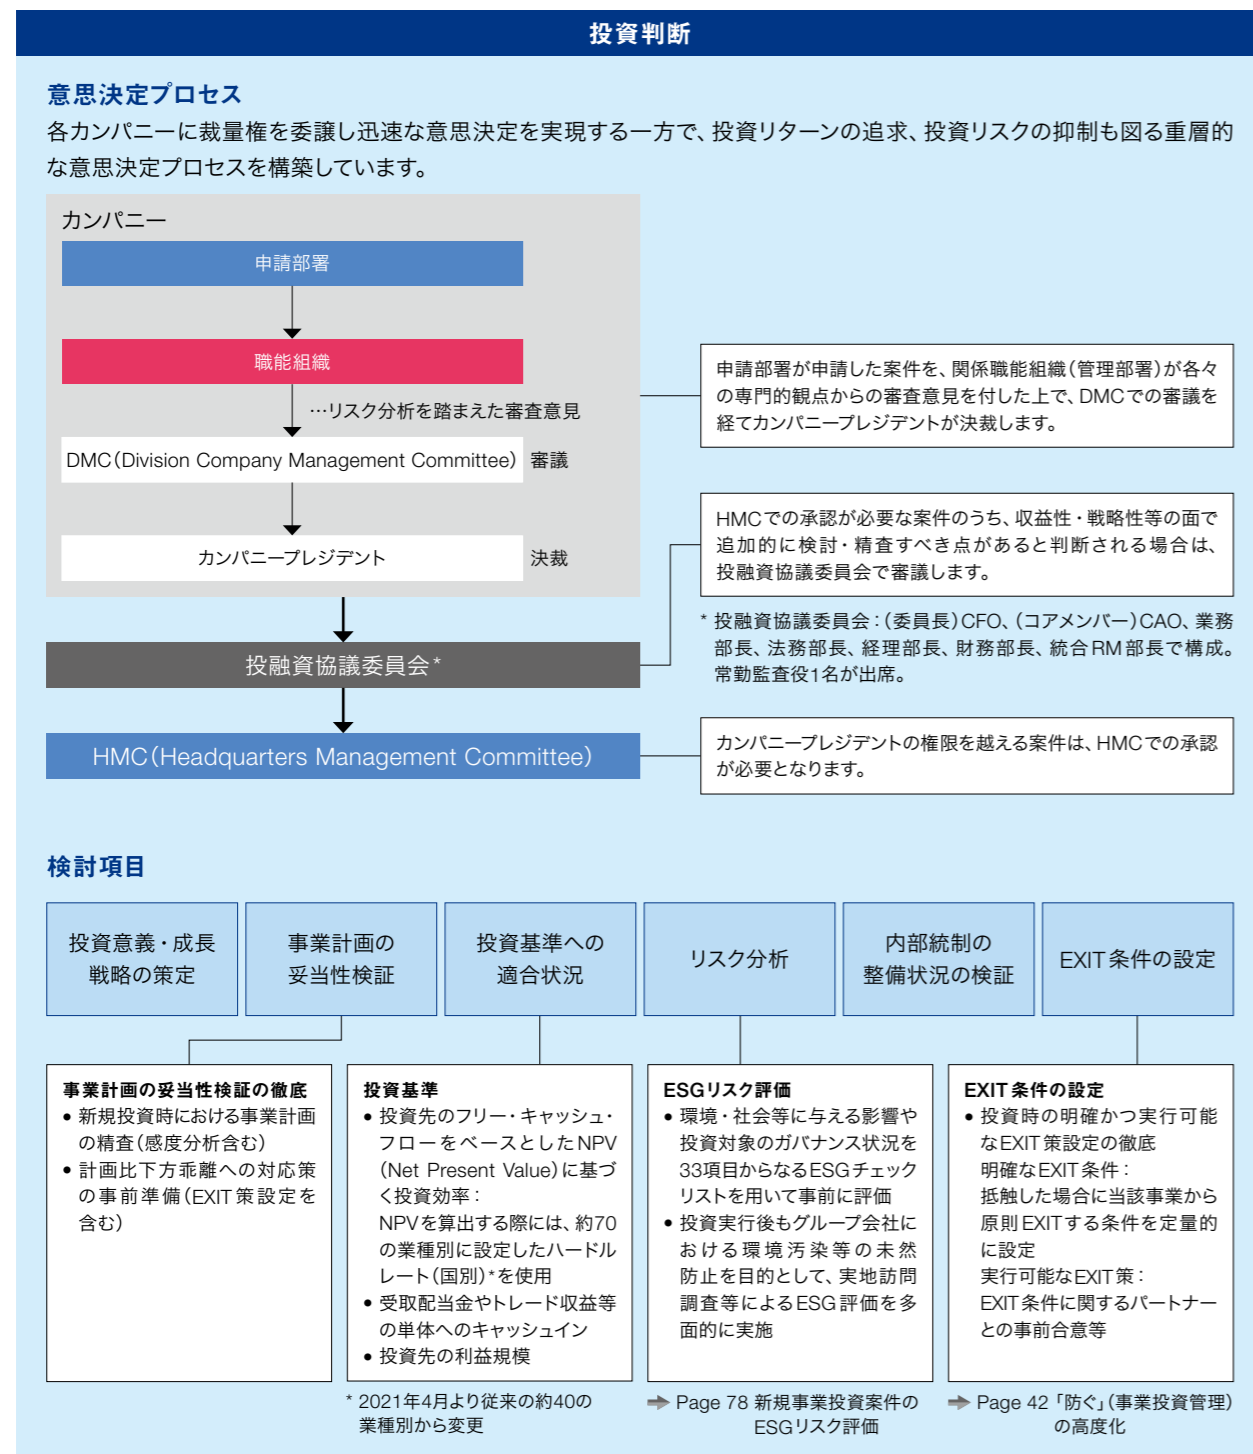 投資判断
意思決定プロセス
各カンパニーに裁量権を委譲し迅速な意思決定を実現する一方で、投資リターンの追求、投資リスクの抑制も図る重層的
な意思決定プロセスを構築しています。
カンパニー
申請部署
職能組織
…リスク分析を踏まえた審査意見
DMC（Division Company Management Committee） 審議
カンパニープレジデント 決裁
投融資協議委員会*
HMC（Headquarters Management Committee）
申請部署が申請した案件を、関係職能組織（管理部署）が各々
の専門的観点からの審査意見を付した上で、DMCでの審議を
経てカンパニープレジデントが決裁します。
HMCでの承認が必要な案件のうち、収益性・戦略性等の面で
追加的に検討・精査すべき点があると判断される場合は、
投融資協議委員会で審議します。
* 投融資協議委員会：（委員長）CFO、（コアメンバー）CAO、業務
部長、法務部長、経理部長、財務部長、統合RM部長で構成。
常勤監査役1名が出席。
カンパニープレジデントの権限を越える案件は、HMCでの承認
が必要となります。
検討項目
投資意義・成長
戦略の策定
事業計画の
妥当性検証
投資基準への
適合状況
リスク分析
内部統制の
整備状況の検証
EXIT条件の設定
事業計画の妥当性検証の徹底
• 新規投資時における事業計画
の精査（感度分析含む）
• 計画比下方乖離への対応策
の事前準備（EXIT策設定を
含む）
投資基準
• 投資先のフリー・キャッシュ・
フローをベースとしたNPV
（Net Present Value）に基づ
く投資効率：
NPVを算出する際には、約70
の業種別に設定したハードル
レート（国別）*を使用
• 受取配当金やトレード収益等
の単体へのキャッシュイン
• 投資先の利益規模
* 2021年4月より従来の約40の
業種別から変更
ESGリスク評価
• 環境・社会等に与える影響や
投資対象のガバナンス状況を
33項目からなるESGチェック
リストを用いて事前に評価
• 投資実行後もグループ会社に
おける環境汚染等の未然
防止を目的として、実地訪問
調査等によるESG評価を多
面的に実施
➡ Page 78 新規事業投資案件の
ESGリスク評価
EXIT条件の設定
• 投資時の明確かつ実行可能
なEXIT策設定の徹底
明確なEXIT条件：
抵触した場合に当該事業から
原則EXITする条件を定量的
に設定
実行可能なEXIT策：
EXIT条件に関するパートナー
との事前合意等
➡ Page 42 「防ぐ」（事業投資管理）
の高度化